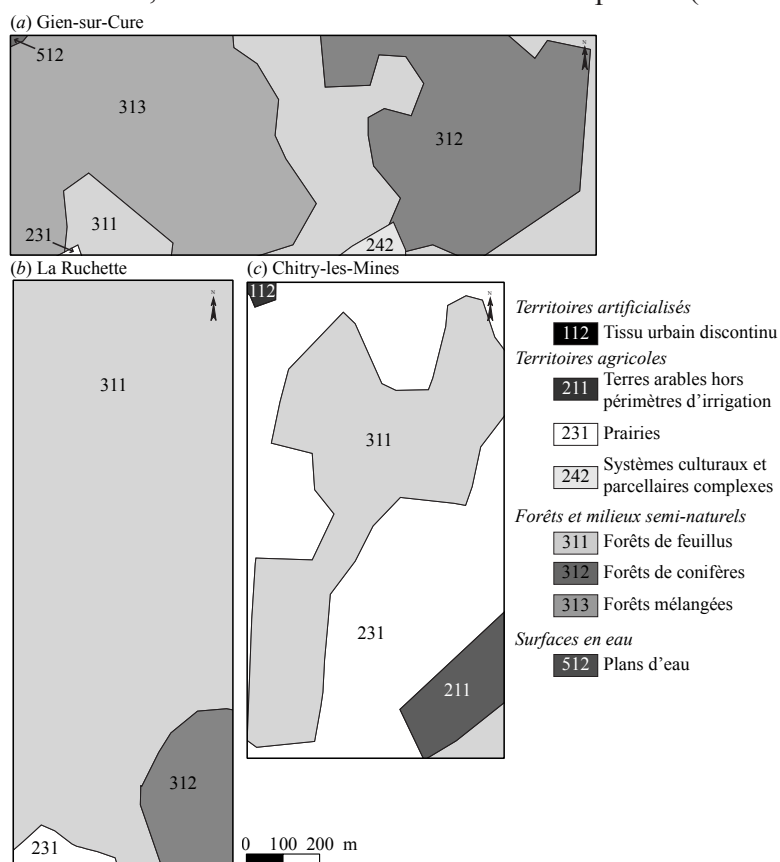 (a) Gien-sur-Cure
N
512
313
312
311
231
242
(b) La Ruchette
N
311
312
231
(c) Chitry-les-Mines
112
N
311
231
211
0 100 200 m
Territoires artificialisés
112 Tissu urbain discontinu
Territoires agricoles
211 Terres arables hors
périmètres d’irrigation
231 Prairies
242 Systèmes culturaux et
parcellaires complexes
Forêts et milieux semi-naturels
311 Forêts de feuillus
312 Forêts de conifères
313 Forêts mélangées
Surfaces en eau
512 Plans d’eau